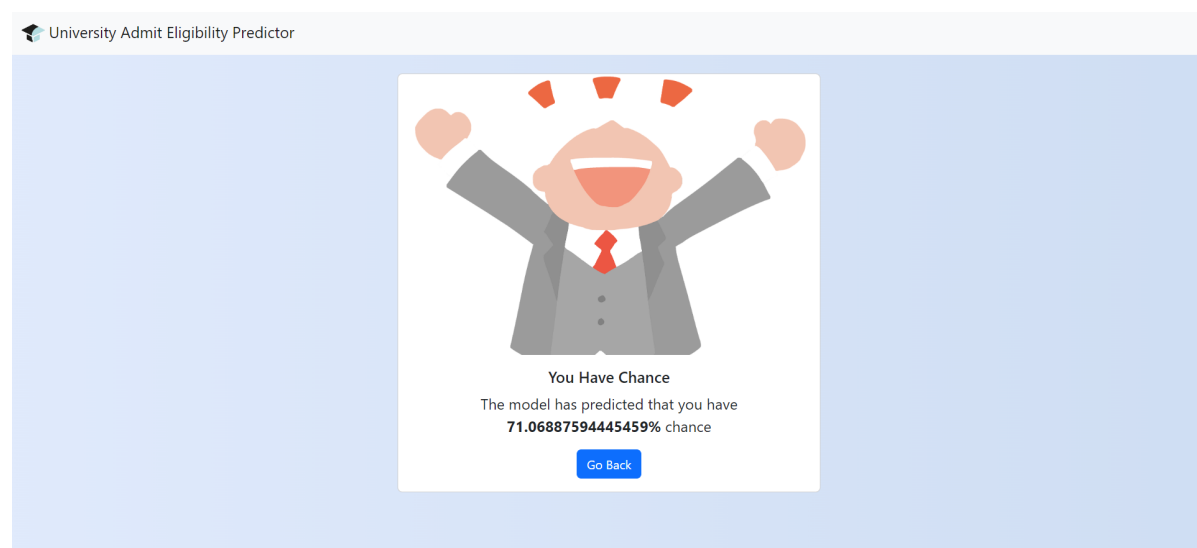 University Admit Eligibility Predictor
You Have Chance
The model has predicted that you have
71.06887594445459% chance
Go Back